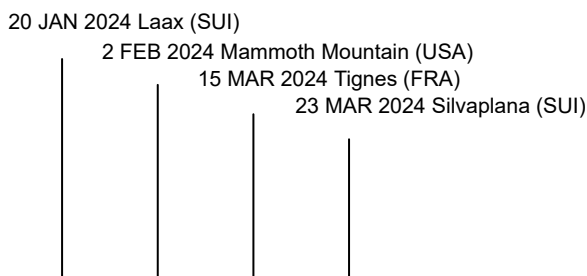 20 JAN 2024 Laax (SUI)
2 FEB 2024 Mammoth Mountain (USA)
15 MAR 2024 Tignes (FRA)
23 MAR 2024 Silvaplana (SUI)